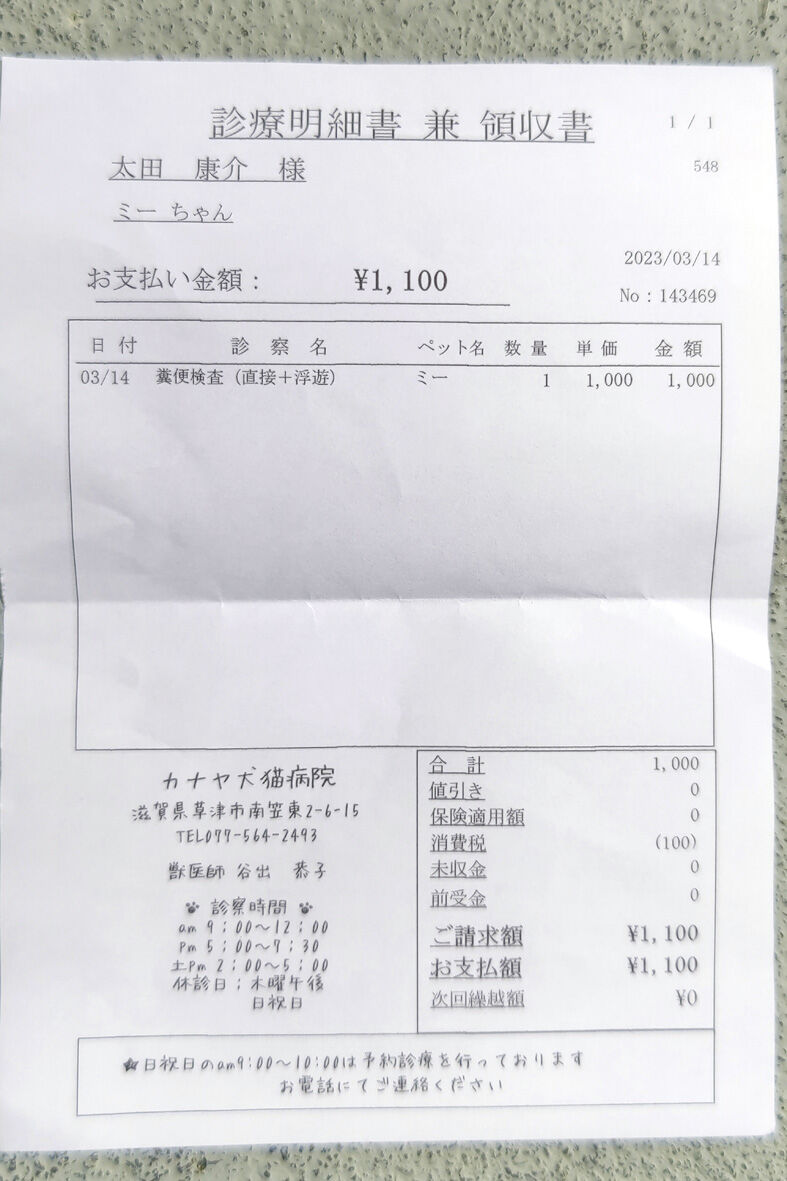 診療明細書 兼 領収書
1 / 1
太田 康介 様
548
ミー ちゃん
2023/03/14
お支払い金額： ¥1,100
No：143469
日 付 診 察 名 ペット名 数 量 単 価 金 額
03/14 糞便検査（直接＋浮遊） ミー 1 1,000 1,000
カナヤ犬猫病院
滋賀県草津市南笠東2-6-15
TEL077-564-2493
獣医師 谷出 恭子
診察時間
am 9：00～12：00
pm 5：00～7：30
土pm 2：00～5：00
休診日；木曜午後
日祝日
合 計 1,000
値引き 0
保険適用額 0
消費税 (100)
未収金 0
前受金 0
ご請求額 ¥1,100
お支払額 ¥1,100
次回繰越額 ¥0
★日祝日のam9:00～10:00は予約診療を行っております
お電話にてご連絡ください